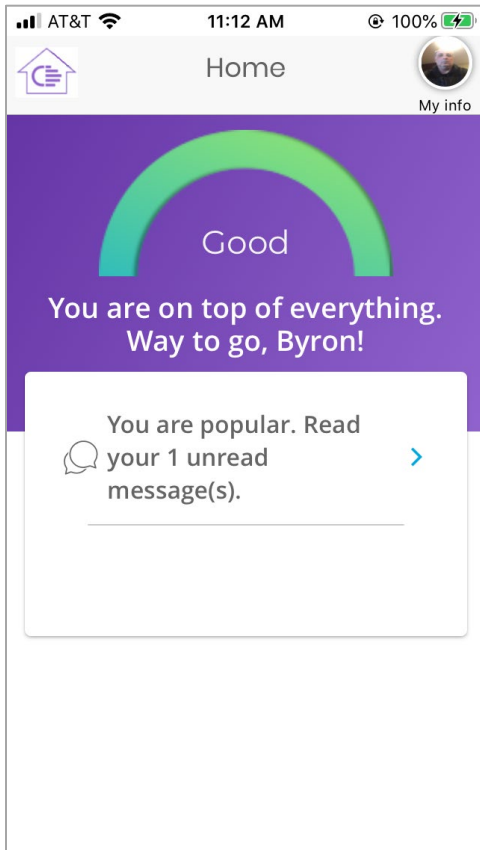 AT&T 11:12 AM 100%
Home
My info
Good
You are on top of everything.
Way to go, Byron!
You are popular. Read
your 1 unread
message(s).